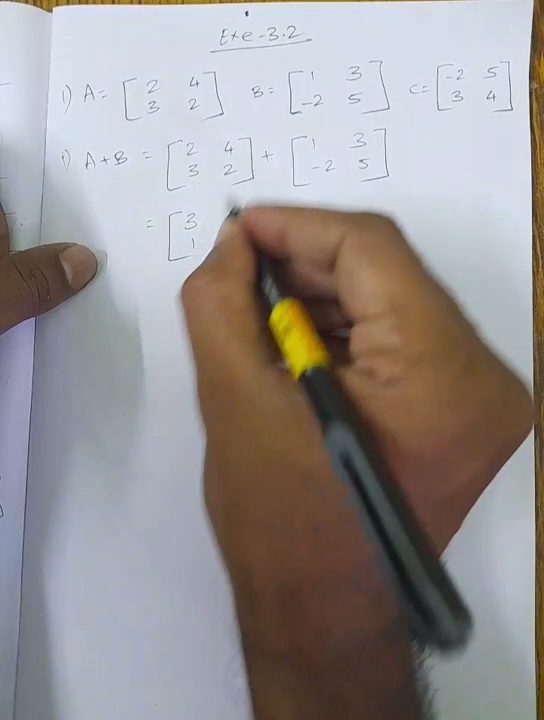 Exe-3.2
1) A = [2 4; 3 2] B = [1 3; -2 5] C = [-2 5; 3 4]
i) A+B = [2 4; 3 2] + [1 3; -2 5]
= [3; 1